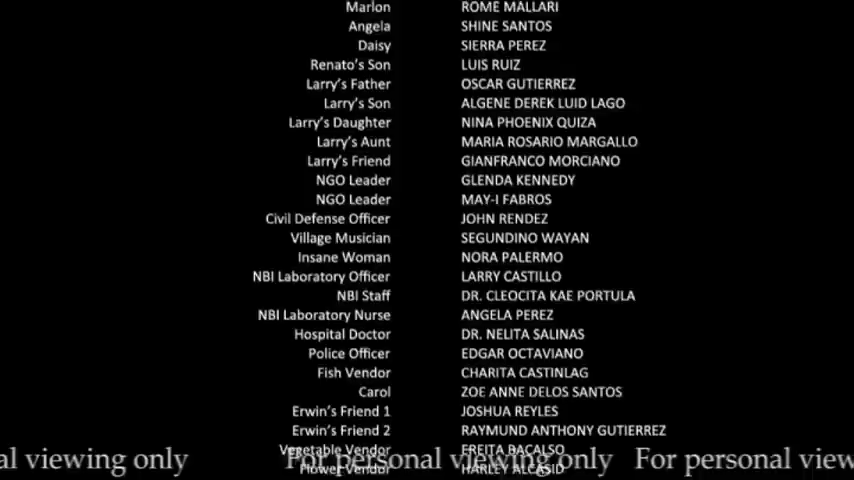 Marlon ROME MALLARI
Angela SHINE SANTOS
Daisy SIERRA PEREZ
Renato's Son LUIS RUIZ
Larry's Father OSCAR GUTIERREZ
Larry's Son ALGENE DEREK LUID LAGO
Larry's Daughter NINA PHOENIX QUIZA
Larry's Aunt MARIA ROSARIO MARGALLO
Larry's Friend GIANFRANCO MORCIANO
NGO Leader GLENDA KENNEDY
NGO Leader MAY-I FABROS
Civil Defense Officer JOHN RENDEZ
Village Musician SEGUNDINO WAYAN
Insane Woman NORA PALERMO
NBI Laboratory Officer LARRY CASTILLO
NBI Staff DR. CLEOCITA KAE PORTULA
NBI Laboratory Nurse ANGELA PEREZ
Hospital Doctor DR. NELITA SALINAS
Police Officer EDGAR OCTAVIANO
Fish Vendor CHARITA CASTINLAG
Carol ZOE ANNE DELOS SANTOS
Erwin's Friend 1 JOSHUA REYLES
Erwin's Friend 2 RAYMUND ANTHONY GUTIERREZ
Vegetable Vendor BACALSO
al viewing only For personal viewing only For personal view
Flower Vendor HARLEY ALCASID